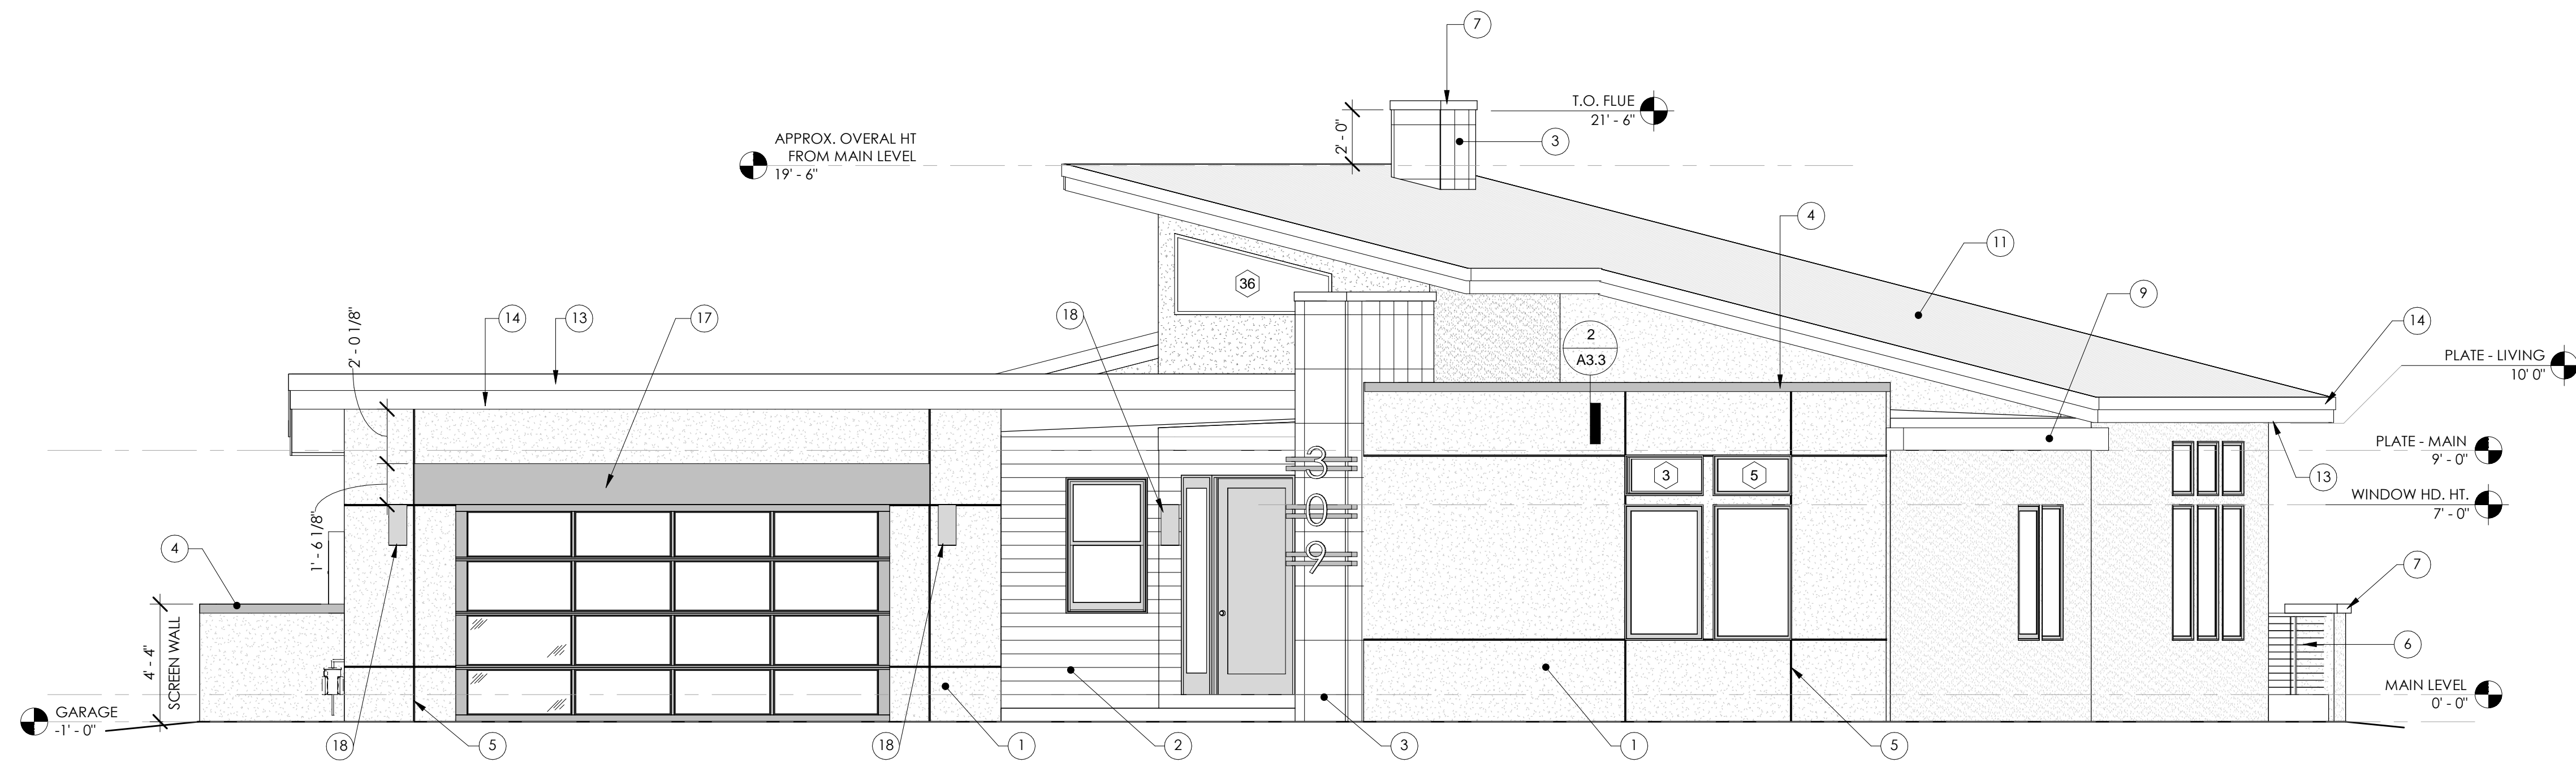 7
T.O. FLUE
21' - 6"
2' - 0"
3
APPROX. OVERAL HT
FROM MAIN LEVEL
19' - 6"
4
11
36
9
14
13
17
18
2
A3.3
14
2' - 0 1/8"
PLATE - LIVING
10' 0"
PLATE - MAIN
9' - 0"
13
3
0
9
3
5
WINDOW HD. HT.
7' - 0"
1' - 6 1/8"
4
7
4' - 4"
SCREEN WALL
6
MAIN LEVEL
0' - 0"
GARAGE
-1' - 0"
18
5
18
1
2
3
1
5